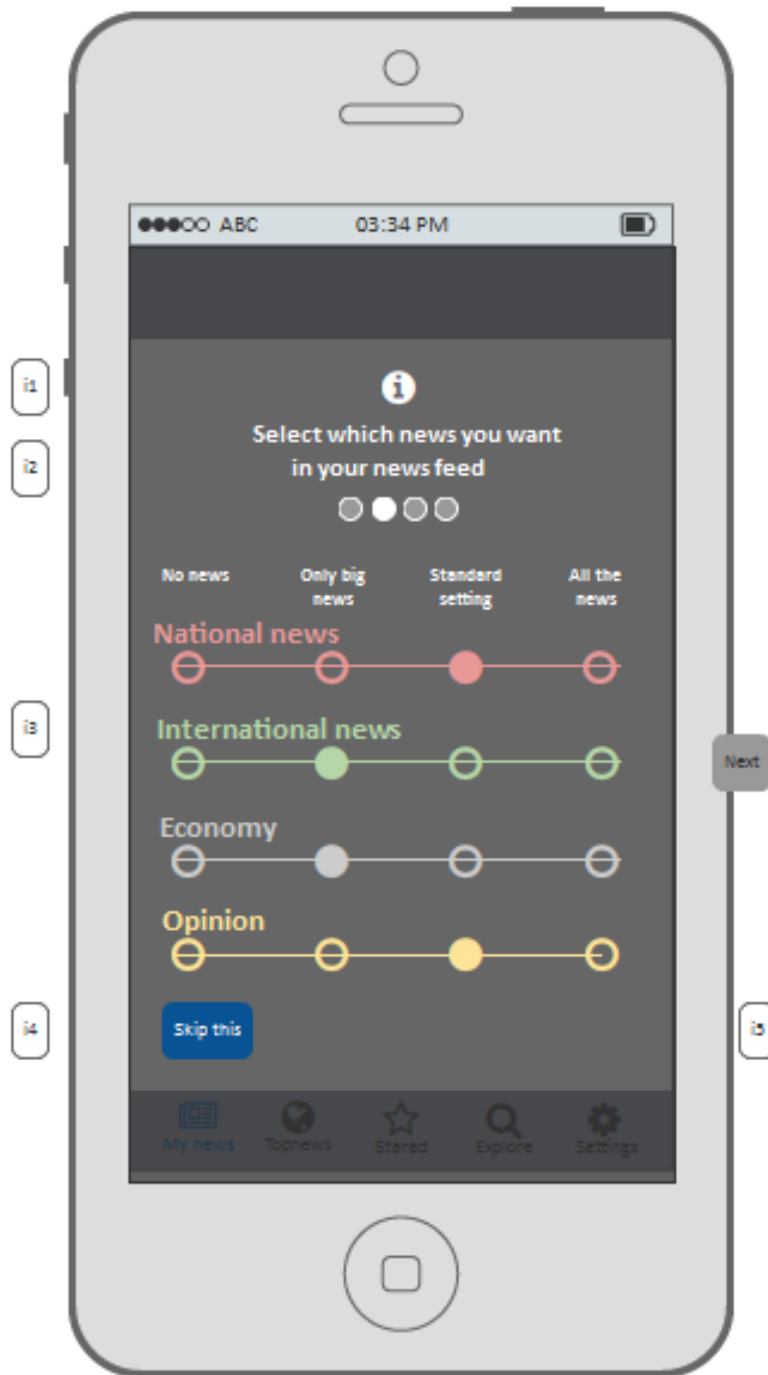 ABC 03:34 PM
i1
Select which news you want
i2
in your news feed
No news Only big Standard All the
news setting news
National news
i3
International news
Next
Economy
Opinion
i4
Skip this
i5
My news Topnews Stared Explore Settings